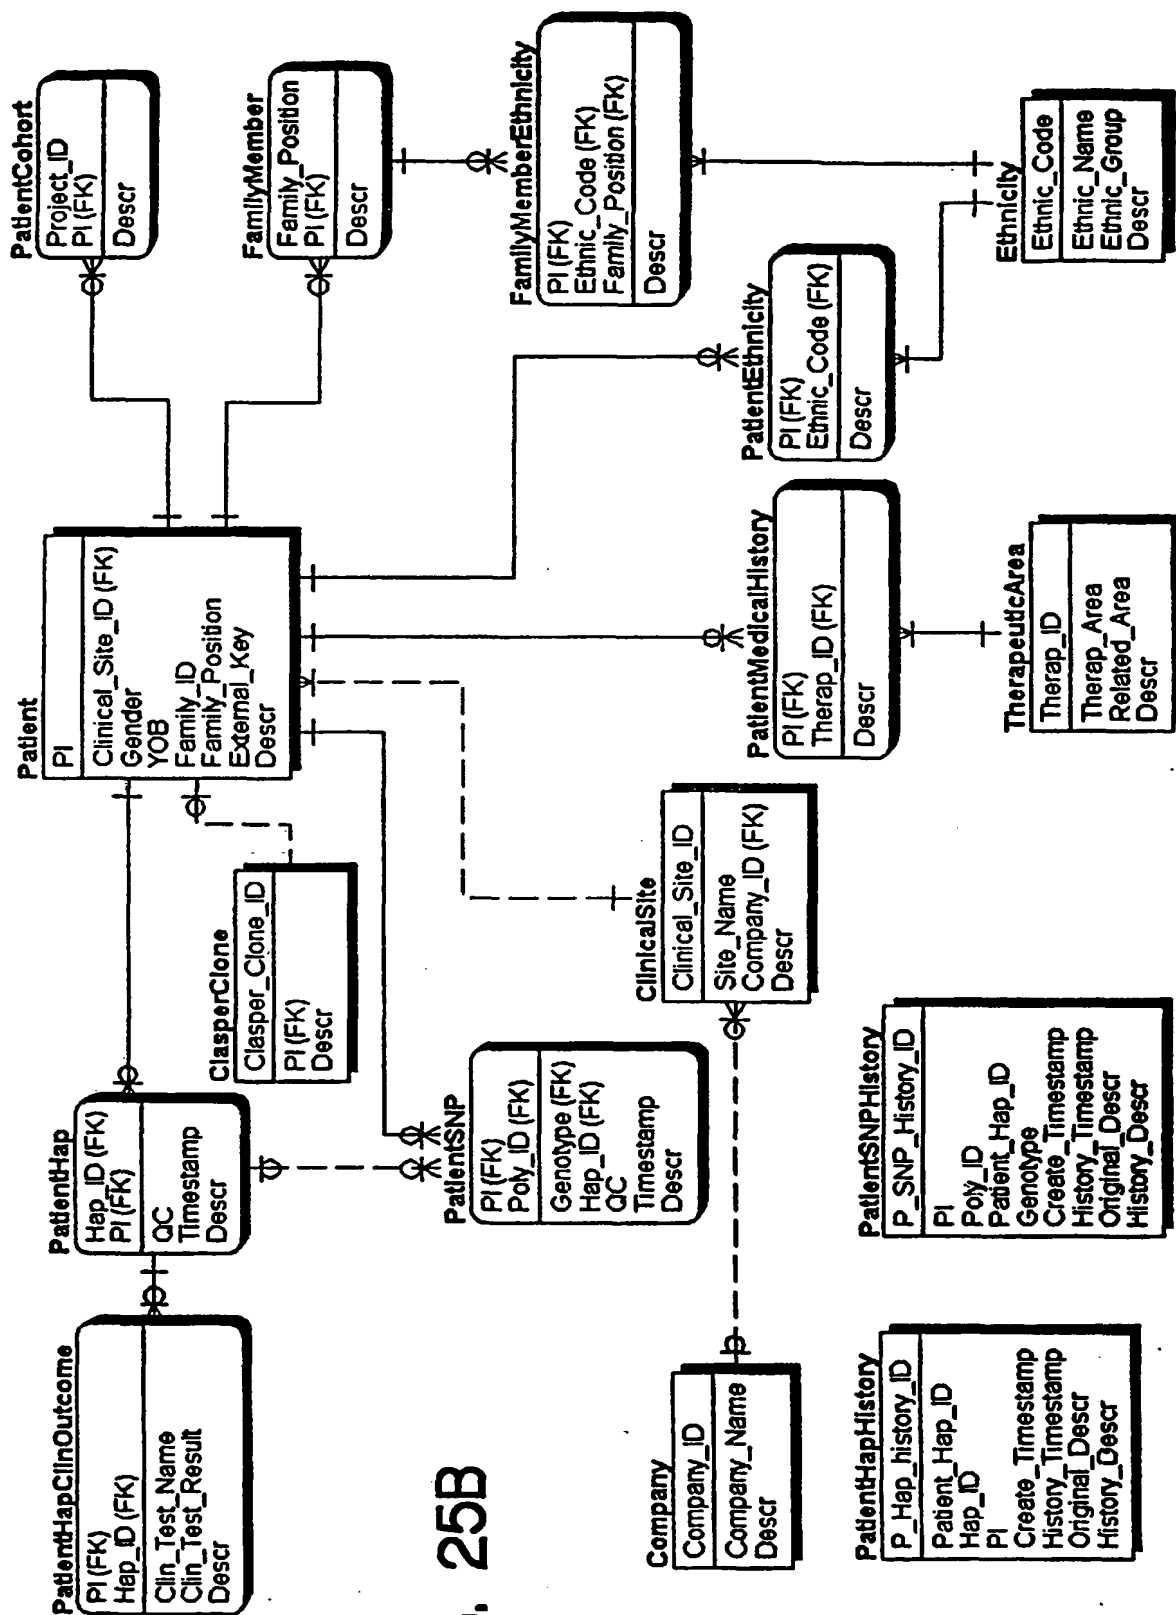 PatientHapClinOutcome
PI (FK)
Hap_ID (FK)
Clin_Test_Name
Clin_Test_Result
Descr
PatientHap
Hap_ID (FK)
PI (FK)
QC
Timestamp
Descr
Patient
PI
Clinical_Site_ID (FK)
Gender
YOB
Family_ID
Family_Position
External_Key
Descr
PatientCohort
Project_ID
PI (FK)
Descr
FamilyMember
Family_Position
PI (FK)
Descr
ClasperClone
Clasper_Clone_ID
PI (FK)
Descr
25B
PatientSNP
PI (FK)
Poly_ID (FK)
Genotype (FK)
Hap_ID (FK)
QC
Timestamp
Descr
FamilyMemberEthnicity
PI (FK)
Ethnic_Code (FK)
Family_Position (FK)
Descr
Company
Company_ID
Company_Name
Descr
ClinicalSite
Clinical_Site_ID
Site_Name
Company_ID (FK)
Descr
PatientMedicalHistory
PI (FK)
Therap_ID (FK)
Descr
PatientEthnicity
PI (FK)
Ethnic_Code (FK)
Descr
PatientHapHistory
P_Hap_history_ID
Patient_Hap_ID
Hap_ID
PI
Create_Timestamp
History_Timestamp
Original_Descr
History_Descr
PatientSNPHistory
P_SNP_History_ID
PI
Poly_ID
Patient_Hap_ID
Genotype
Create_Timestamp
History_Timestamp
Original_Descr
History_Descr
TherapeuticArea
Therap_ID
Therap_Area
Related_Area
Descr
Ethnicity
Ethnic_Code
Ethnic_Name
Ethnic_Group
Descr